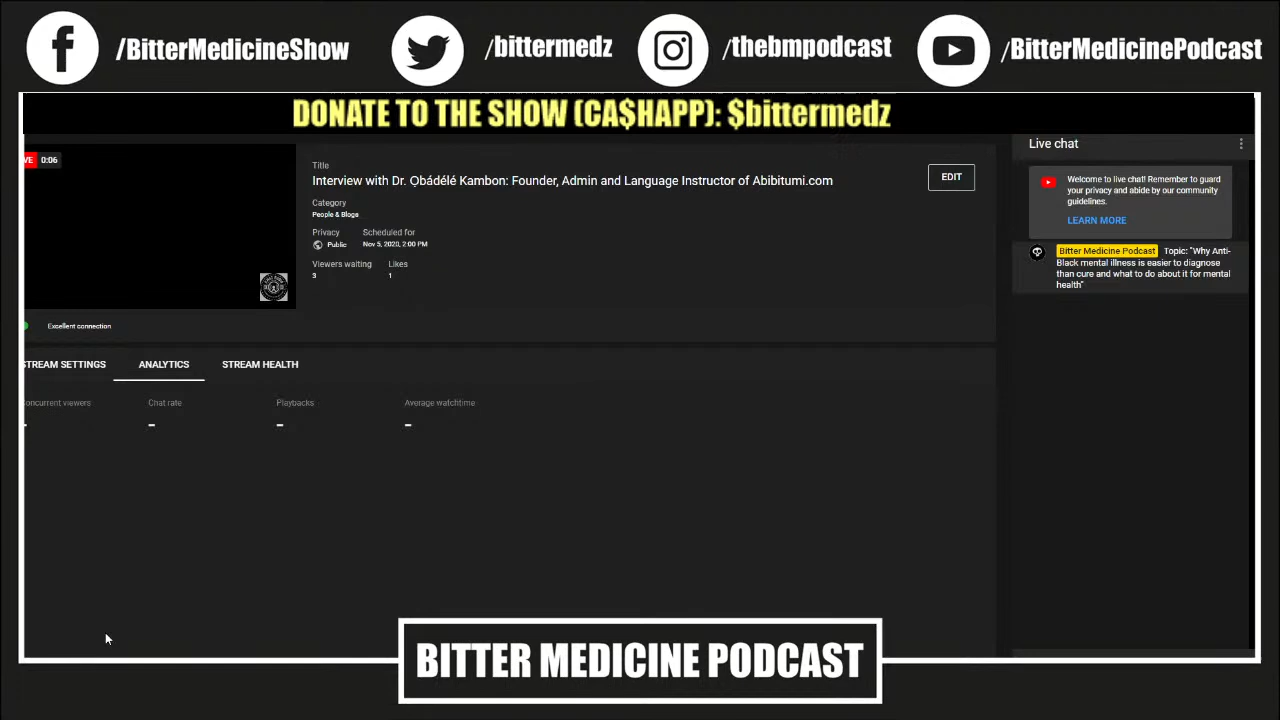 /BitterMedicineShow
/bittermedz
/thebmpodcast
/BitterMedicinePodcast
DONATE TO THE SHOW (CA$HAPP): $bittermedz
VE 0:06
Title
Interview with Dr. Ọbádélé Kambon: Founder, Admin and Language Instructor of Abibitumi.com
EDIT
Category
People & Blogs
Privacy
Public
Scheduled for
Nov 5, 2020, 2:00 PM
Viewers waiting
3
Likes
1
Excellent connection
STREAM SETTINGS
ANALYTICS
STREAM HEALTH
Concurrent viewers
Chat rate
Playbacks
Average watchtime
–
–
–
–
Live chat
Welcome to live chat! Remember to guard
your privacy and abide by our community
guidelines.
LEARN MORE
Bitter Medicine Podcast Topic: "Why Anti-
Black mental illness is easier to diagnose
than cure and what to do about it for mental
health"
BITTER MEDICINE PODCAST